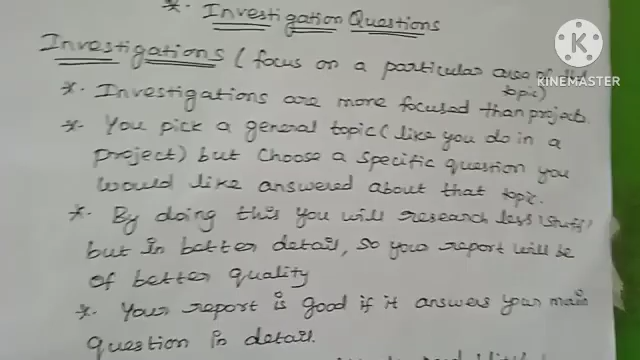 *. Investigation Questions
Investigations (focus on a particular area of
topic)
*. Investigations are more focused than projects.
*. You pick a general topic (like you do in a
project) but choose a specific question you
would like answered about that topic.
*. By doing this you will research less 'stuff'
but in better detail, so your report will be
of better quality
*. Your report is good if it answers your main
question in detail.
K
KINEMASTER